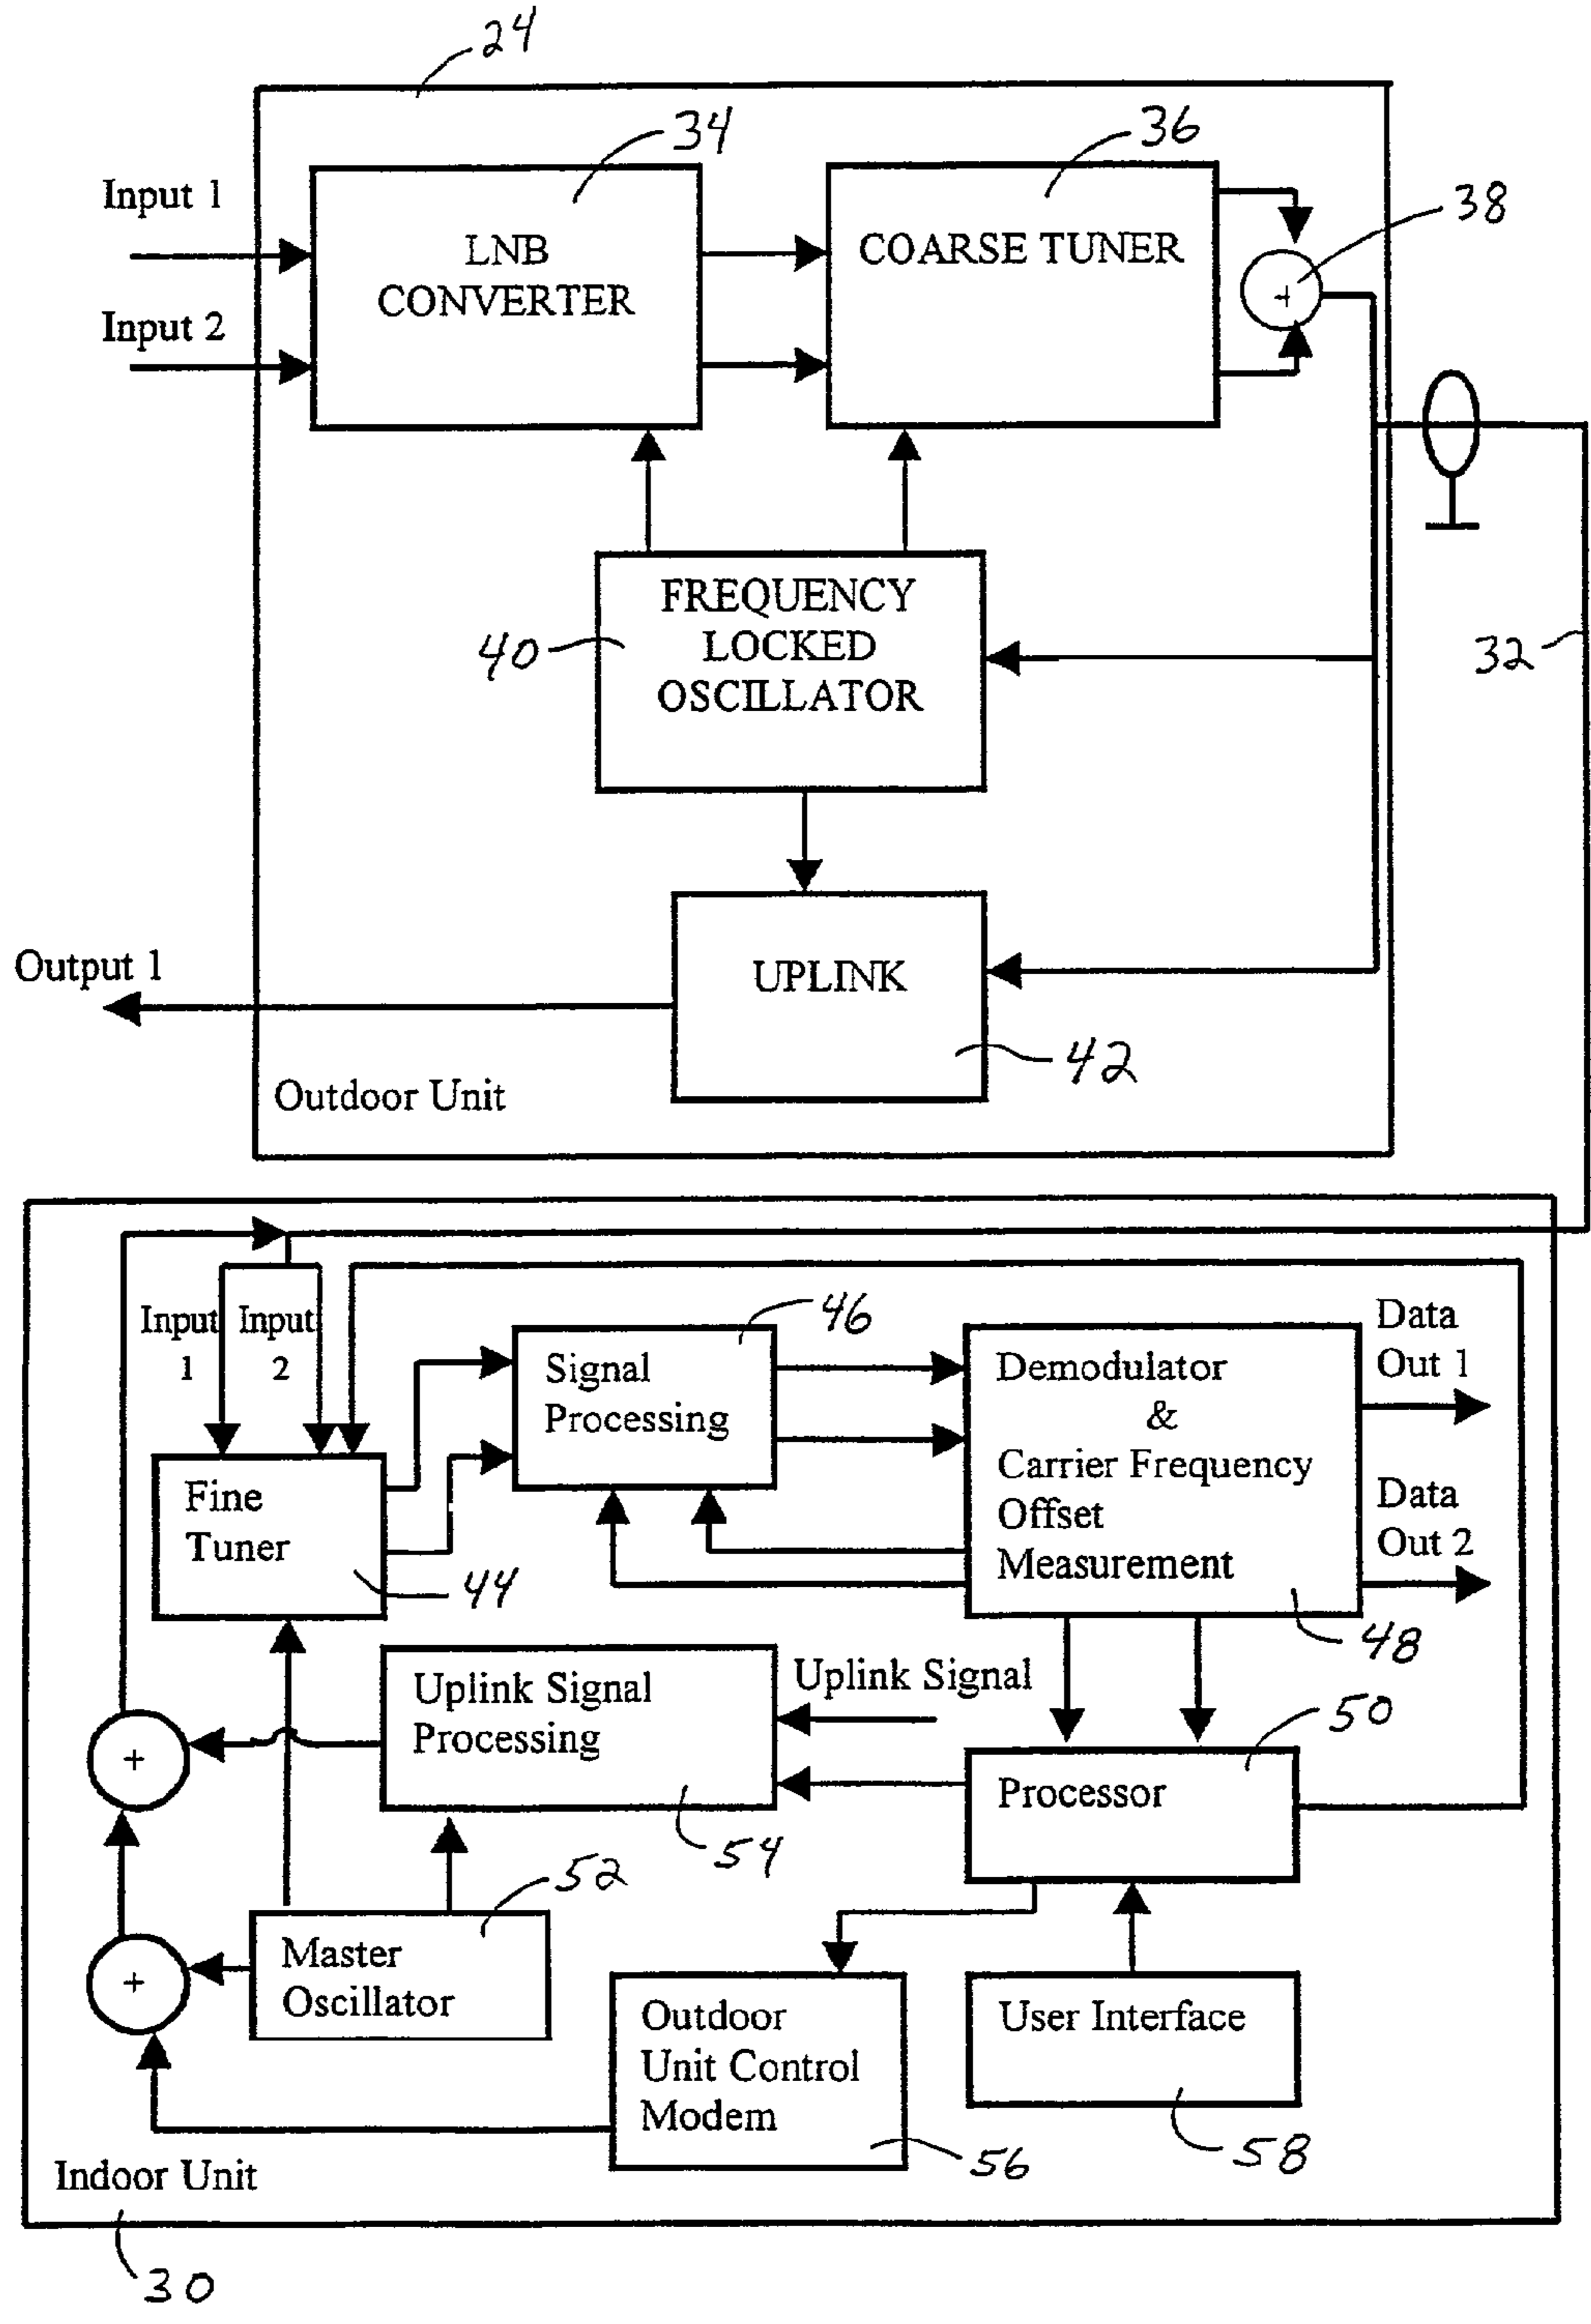 24
34
36
Input 1
LNB
CONVERTER
COARSE TUNER
38
+
Input 2
FREQUENCY
LOCKED
OSCILLATOR
40
32
Output 1
UPLINK
42
Outdoor Unit
Input
1
Input
2
46
Signal
Processing
Demodulator
&
Carrier Frequency
Offset
Measurement
Data
Out 1
Data
Out 2
Fine
Tuner
44
48
Uplink Signal
Processing
Uplink Signal
50
+
Processor
54
52
Master
Oscillator
+
Outdoor
Unit Control
Modem
User Interface
56
58
Indoor Unit
30